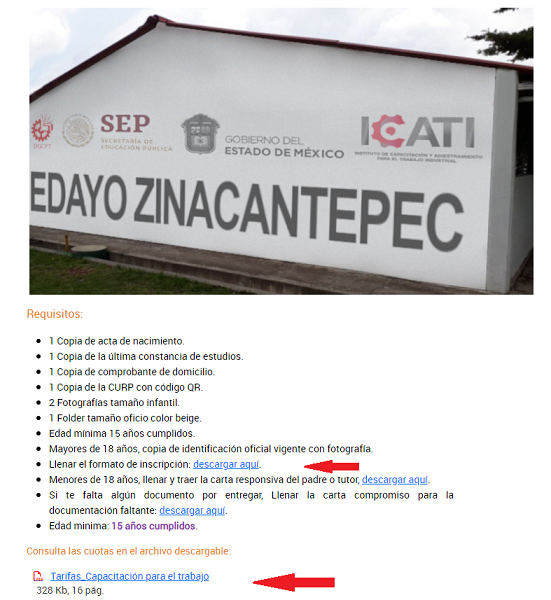 DGCFT
SEP
SECRETARÍA DE
EDUCACIÓN PÚBLICA
GOBIERNO DEL
ESTADO DE MÉXICO
ICATI
INSTITUTO DE CAPACITACIÓN Y ADIESTRAMIENTO
PARA EL TRABAJO INDUSTRIAL
EDAYO ZINACANTEPEC
Requisitos:
• 1 Copia de acta de nacimiento.
• 1 Copia de la última constancia de estudios.
• 1 Copia de comprobante de domicilio.
• 1 Copia de la CURP con código QR.
• 2 Fotografías tamaño infantil.
• 1 Folder tamaño oficio color beige.
• Edad mínima 15 años cumplidos.
• Mayores de 18 años, copia de identificación oficial vigente con fotografía.
• Llenar el formato de inscripción: descargar aquí.
• Menores de 18 años, llenar y traer la carta responsiva del padre o tutor, descargar aquí.
• Si te falta algún documento por entregar, Llenar la carta compromiso para la
documentación faltante: descargar aquí.
• Edad minima: 15 años cumplidos.
Consulta las cuotas en el archivo descargable:
Tarifas_Capacitación para el trabajo
328 Kb, 16 pág.